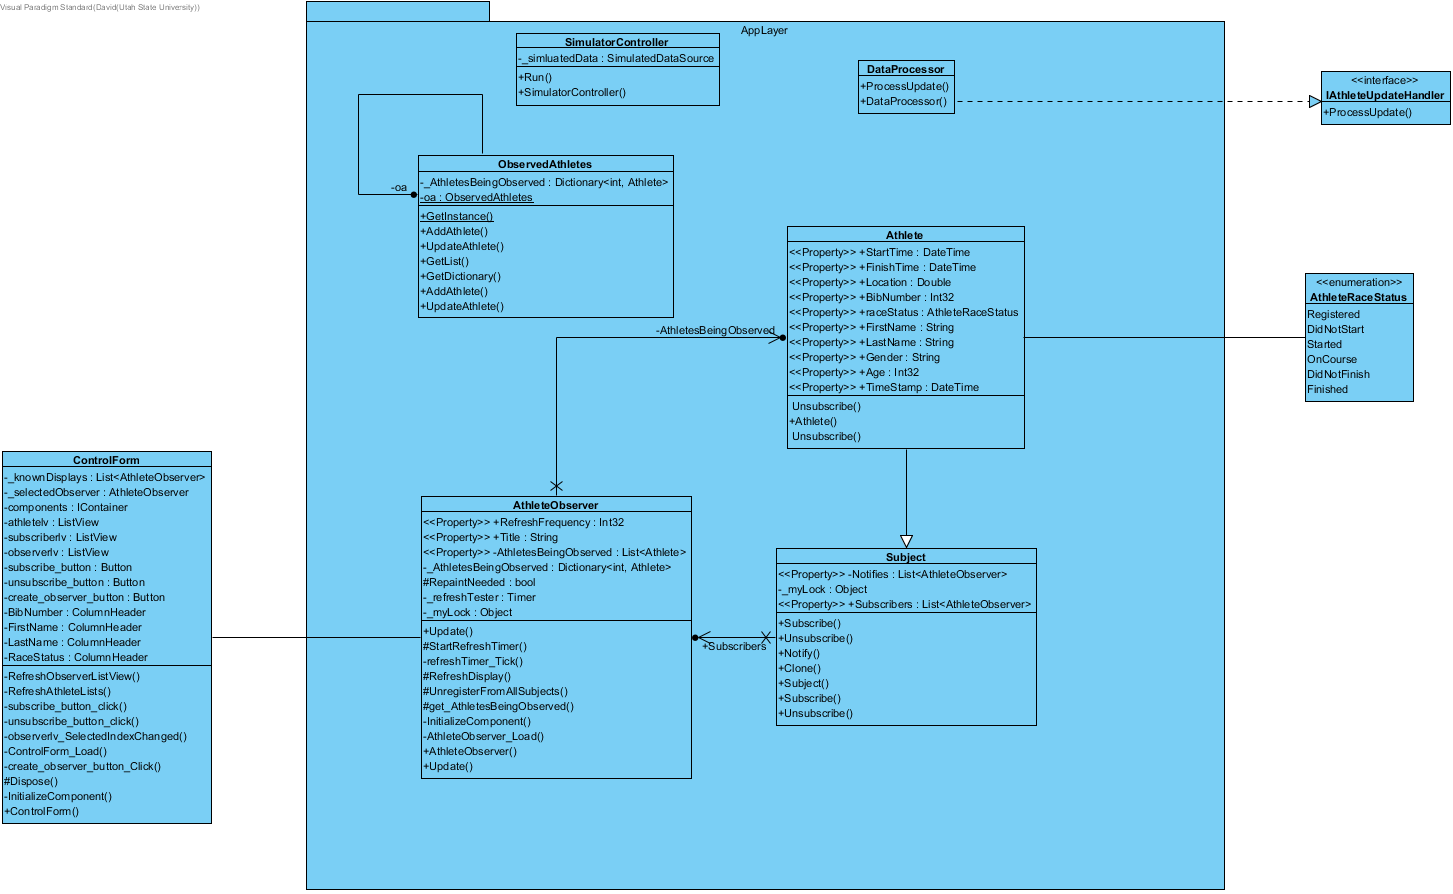 Visual Paradigm Standard(David(Utah State University))
AppLayer
SimulatorController
-_simluatedData : SimulatedDataSource
+Run()
+SimulatorController()
DataProcessor
+ProcessUpdate()
+DataProcessor()
<<interface>>
IAthleteUpdateHandler
+ProcessUpdate()
-oa
ObservedAthletes
-_AthletesBeingObserved : Dictionary<int, Athlete>
-oa : ObservedAthletes
+GetInstance()
+AddAthlete()
+UpdateAthlete()
+GetList()
+GetDictionary()
+AddAthlete()
+UpdateAthlete()
Athlete
<<Property>> +StartTime : DateTime
<<Property>> +FinishTime : DateTime
<<Property>> +Location : Double
<<Property>> +BibNumber : Int32
<<Property>> +raceStatus : AthleteRaceStatus
<<Property>> +FirstName : String
<<Property>> +LastName : String
<<Property>> +Gender : String
<<Property>> +Age : Int32
<<Property>> +TimeStamp : DateTime
Unsubscribe()
+Athlete()
Unsubscribe()
<<enumeration>>
AthleteRaceStatus
Registered
DidNotStart
Started
OnCourse
DidNotFinish
Finished
-AthletesBeingObserved
ControlForm
-_knownDisplays : List<AthleteObserver>
-_selectedObserver : AthleteObserver
-components : IContainer
-athletelv : ListView
-subscriberlv : ListView
-observerlv : ListView
-subscribe_button : Button
-unsubscribe_button : Button
-create_observer_button : Button
-BibNumber : ColumnHeader
-FirstName : ColumnHeader
-LastName : ColumnHeader
-RaceStatus : ColumnHeader
-RefreshObserverListView()
-RefreshAthleteLists()
-subscribe_button_click()
-unsubscribe_button_click()
-observerlv_SelectedIndexChanged()
-ControlForm_Load()
-create_observer_button_Click()
#Dispose()
-InitializeComponent()
+ControlForm()
AthleteObserver
<<Property>> +RefreshFrequency : Int32
<<Property>> +Title : String
<<Property>> -AthletesBeingObserved : List<Athlete>
-_AthletesBeingObserved : Dictionary<int, Athlete>
#RepaintNeeded : bool
-_refreshTester : Timer
-_myLock : Object
+Update()
#StartRefreshTimer()
-refreshTimer_Tick()
#RefreshDisplay()
#UnregisterFromAllSubjects()
#get_AthletesBeingObserved()
-InitializeComponent()
-AthleteObserver_Load()
+AthleteObserver()
+Update()
+Subscribers
Subject
<<Property>> -Notifies : List<AthleteObserver>
-_myLock : Object
<<Property>> +Subscribers : List<AthleteObserver>
+Subscribe()
+Unsubscribe()
+Notify()
+Clone()
+Subject()
+Subscribe()
+Unsubscribe()